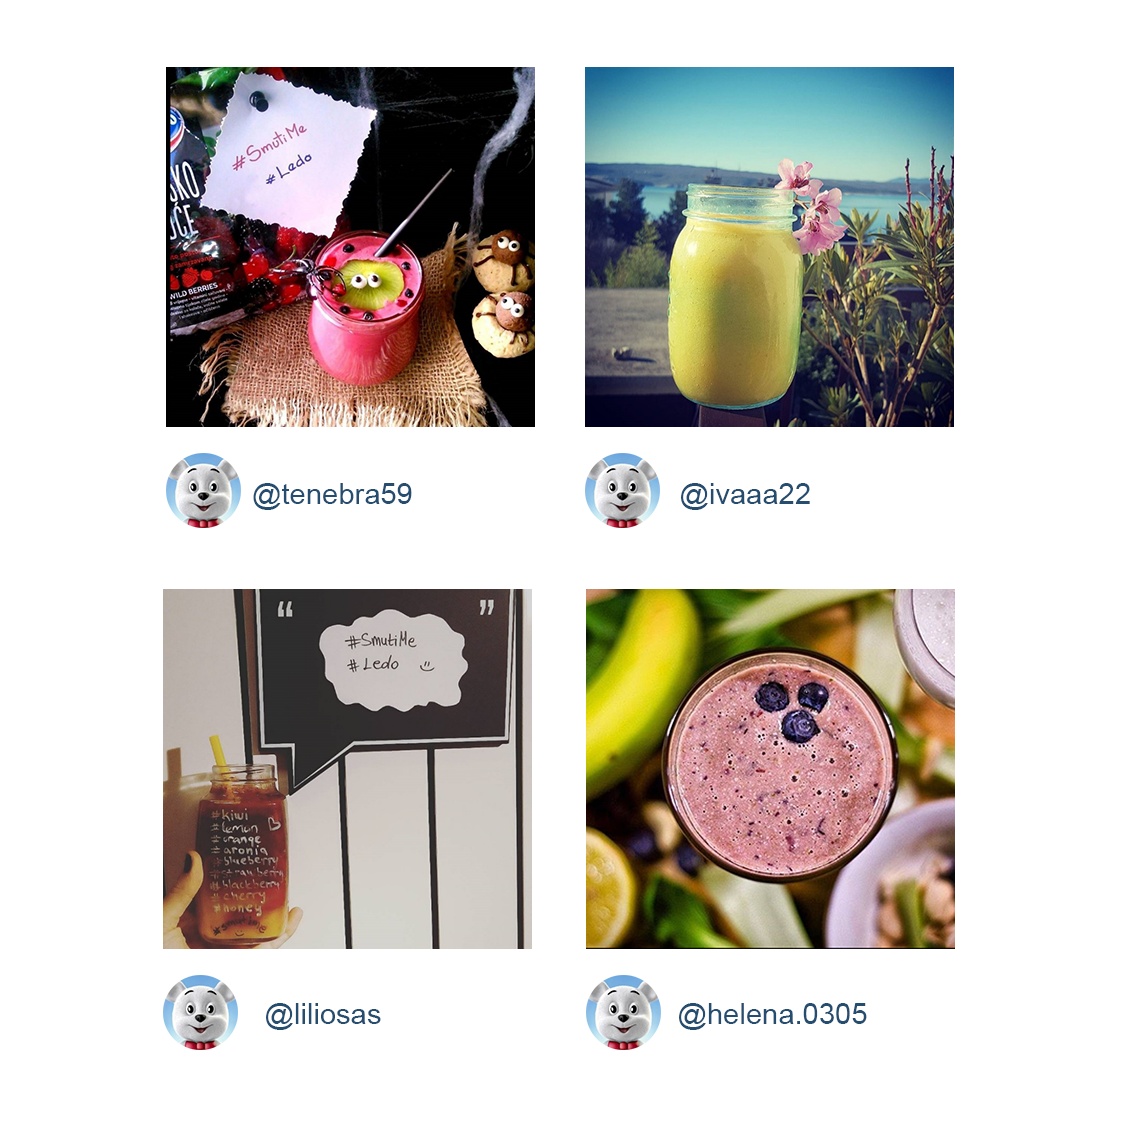 #SmutiMe
#Ledo
WILD BERRIES
@tenebra59
@ivaaa22
“ ”
#SmutiMe
#Ledo
#kiwi
#lemon
#orange
#aronia
#blueberry
#strawberry
#blackberry
#cherry
#honey
@liliosas
@helena.0305